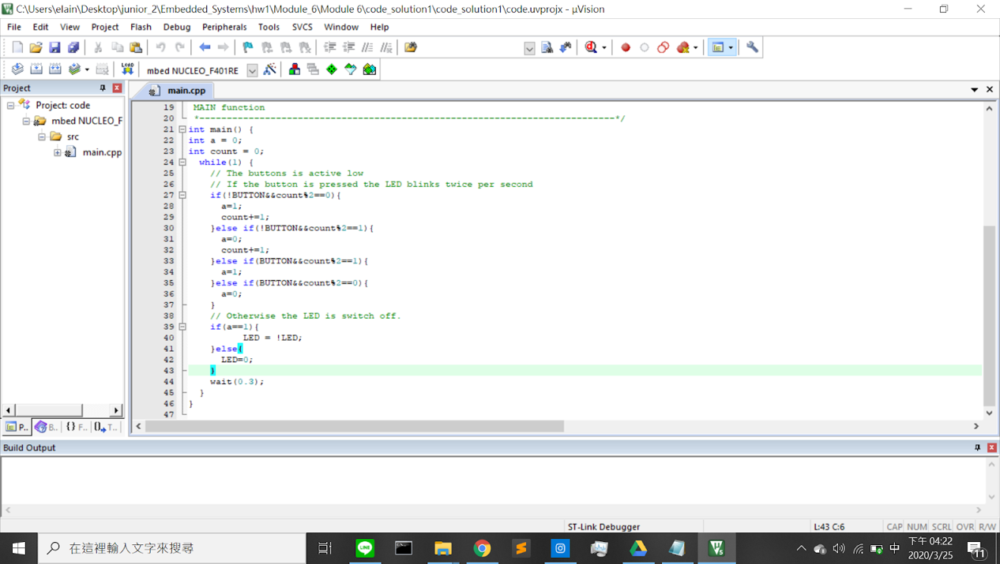 C:\Users\elain\Desktop\junior_2\Embedded_Systems\hw1\Module_6\Module 6\code_solution1\code_solution1\code.uvprojx - µVision
File Edit View Project Flash Debug Peripherals Tools SVCS Window Help
LOAD mbed NUCLEO_F401RE
Project
main.cpp
Project: code
mbed NUCLEO_F
src
main.cpp
19 MAIN function
20 *----------------------------------------------------------------------------*/
21 int main() {
22 int a = 0;
23 int count = 0;
24 while(1) {
25 // The buttons is active low
26 // If the button is pressed the LED blinks twice per second
27 if(!BUTTON&&count%2==0){
28 a=1;
29 count+=1;
30 }else if(!BUTTON&&count%2==1){
31 a=0;
32 count+=1;
33 }else if(BUTTON&&count%2==1){
34 a=1;
35 }else if(BUTTON&&count%2==0){
36 a=0;
37 }
38 // Otherwise the LED is switch off.
39 if(a==1){
40 LED = !LED;
41 }else{
42 LED=0;
43 }
44 wait(0.3);
45 }
46 }
47
P.. B.. {} F.. 0 T..
Build Output
ST-Link Debugger L:43 C:6 CAP NUM SCRL OVR R/W
在這裡輸入文字來搜尋
LINE
中
下午 04:22
2020/3/25
11